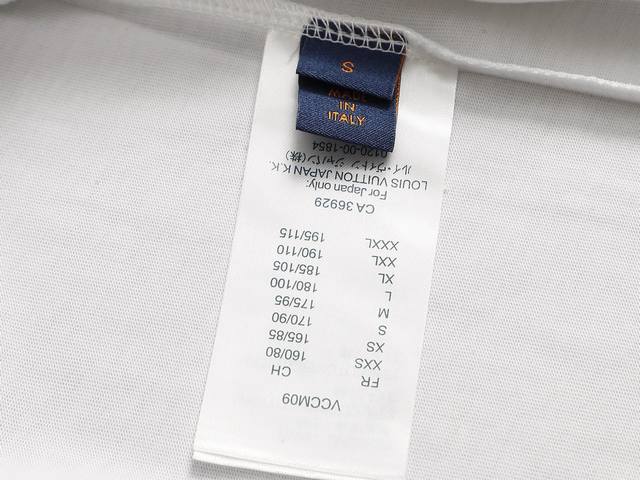 S
MADE
IN
ITALY
VCCM09
FR CH
XXS 160/80
XS 165/85
S 170/90
M 175/95
L 180/100
XL 185/105
XXL 190/110
XXXL 195/115
CA 36929
For Japan only:
LOUIS VUITTON JAPAN K.K.
ルイ・ヴィトン ジャパン(株)
0120-00-1854